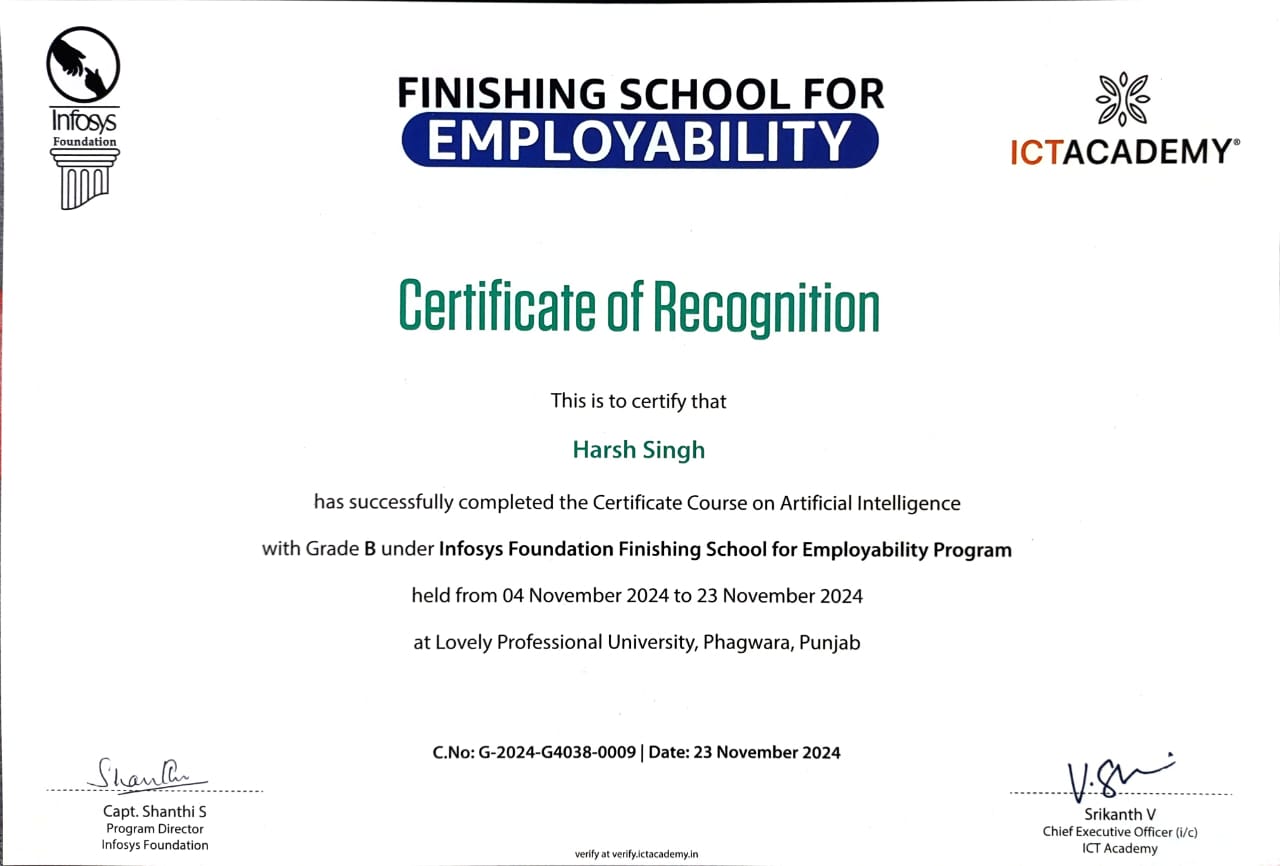 Infosys
Foundation
FINISHING SCHOOL FOR
EMPLOYABILITY
ICTACADEMY®
Certificate of Recognition
This is to certify that
Harsh Singh
has successfully completed the Certificate Course on Artificial Intelligence
with Grade B under Infosys Foundation Finishing School for Employability Program
held from 04 November 2024 to 23 November 2024
at Lovely Professional University, Phagwara, Punjab
C.No: G-2024-G4038-0009 | Date: 23 November 2024
Shanthi
Capt. Shanthi S
Program Director
Infosys Foundation
V.
Srikanth V
Chief Executive Officer (i/c)
ICT Academy
verify at verify.ictacademy.in